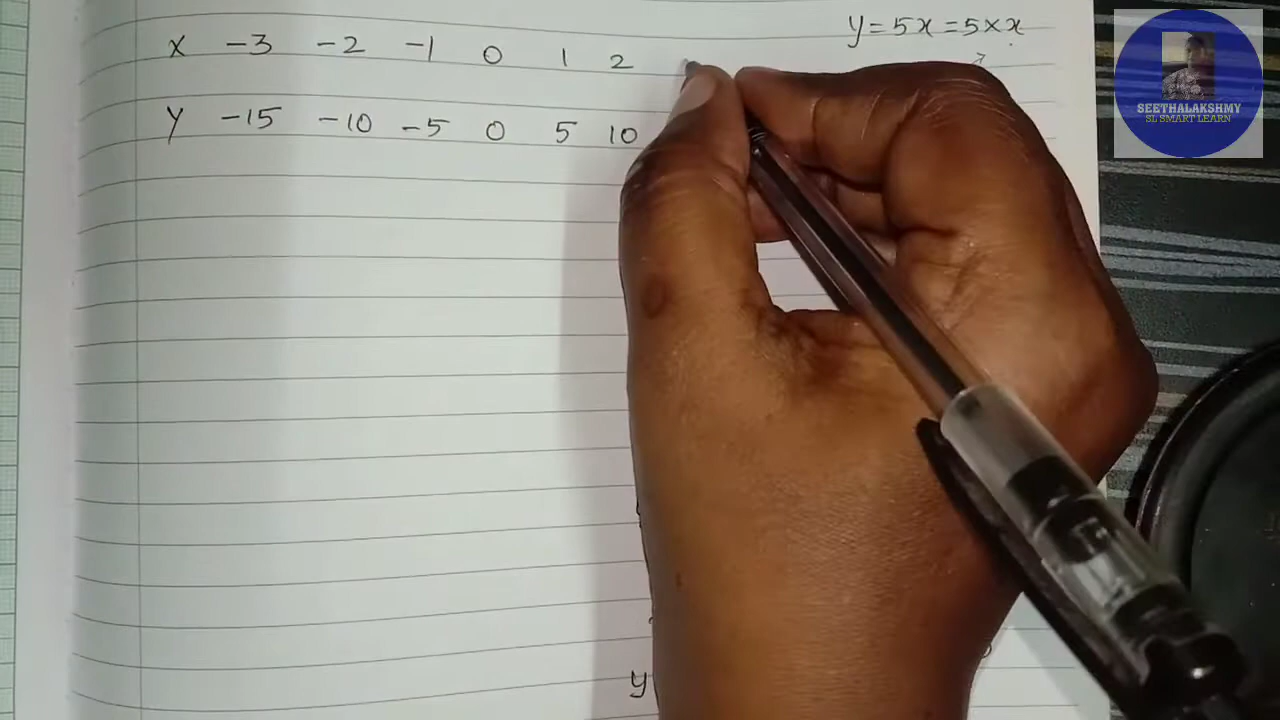 y = 5x = 5 × x
x -3 -2 -1 0 1 2
y -15 -10 -5 0 5 10
y
SEETHALAKSHMY
SL SMART LEARN